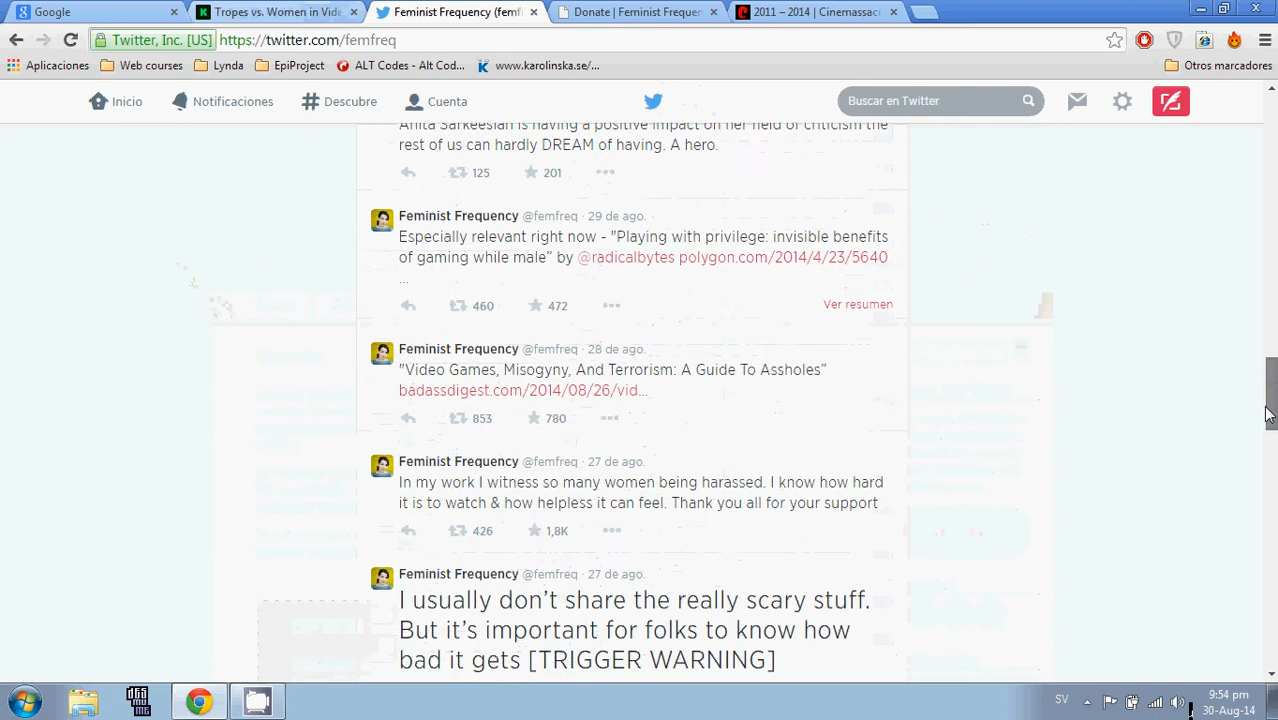 Google
Tropes vs. Women in Vide
Feminist Frequency (femf
Donate | Feminist Frequen
2011 – 2014 | Cinemassac
Twitter, Inc. [US]
https://twitter.com/femfreq
Aplicaciones
Web courses
Lynda
EpiProject
ALT Codes - Alt Cod...
www.karolinska.se/...
Otros marcadores
Inicio
Notificaciones
Descubre
Cuenta
Buscar en Twitter
Anita Sarkeesian is having a positive impact on her field of criticism the
rest of us can hardly DREAM of having. A hero.
125 201
Feminist Frequency @femfreq · 29 de ago.
Especially relevant right now - "Playing with privilege: invisible benefits
of gaming while male” by @radicalbytes polygon.com/2014/4/23/5640
...
460 472
Ver resumen
Feminist Frequency @femfreq · 28 de ago.
"Video Games, Misogyny, And Terrorism: A Guide To Assholes”
badassdigest.com/2014/08/26/vid...
853 780
Feminist Frequency @femfreq · 27 de ago.
In my work I witness so many women being harassed. I know how hard
it is to watch & how helpless it can feel. Thank you all for your support
426 1,8K
Feminist Frequency @femfreq · 27 de ago.
I usually don’t share the really scary stuff.
But it’s important for folks to know how
bad it gets [TRIGGER WARNING]
SV
9:54 pm
30-Aug-14